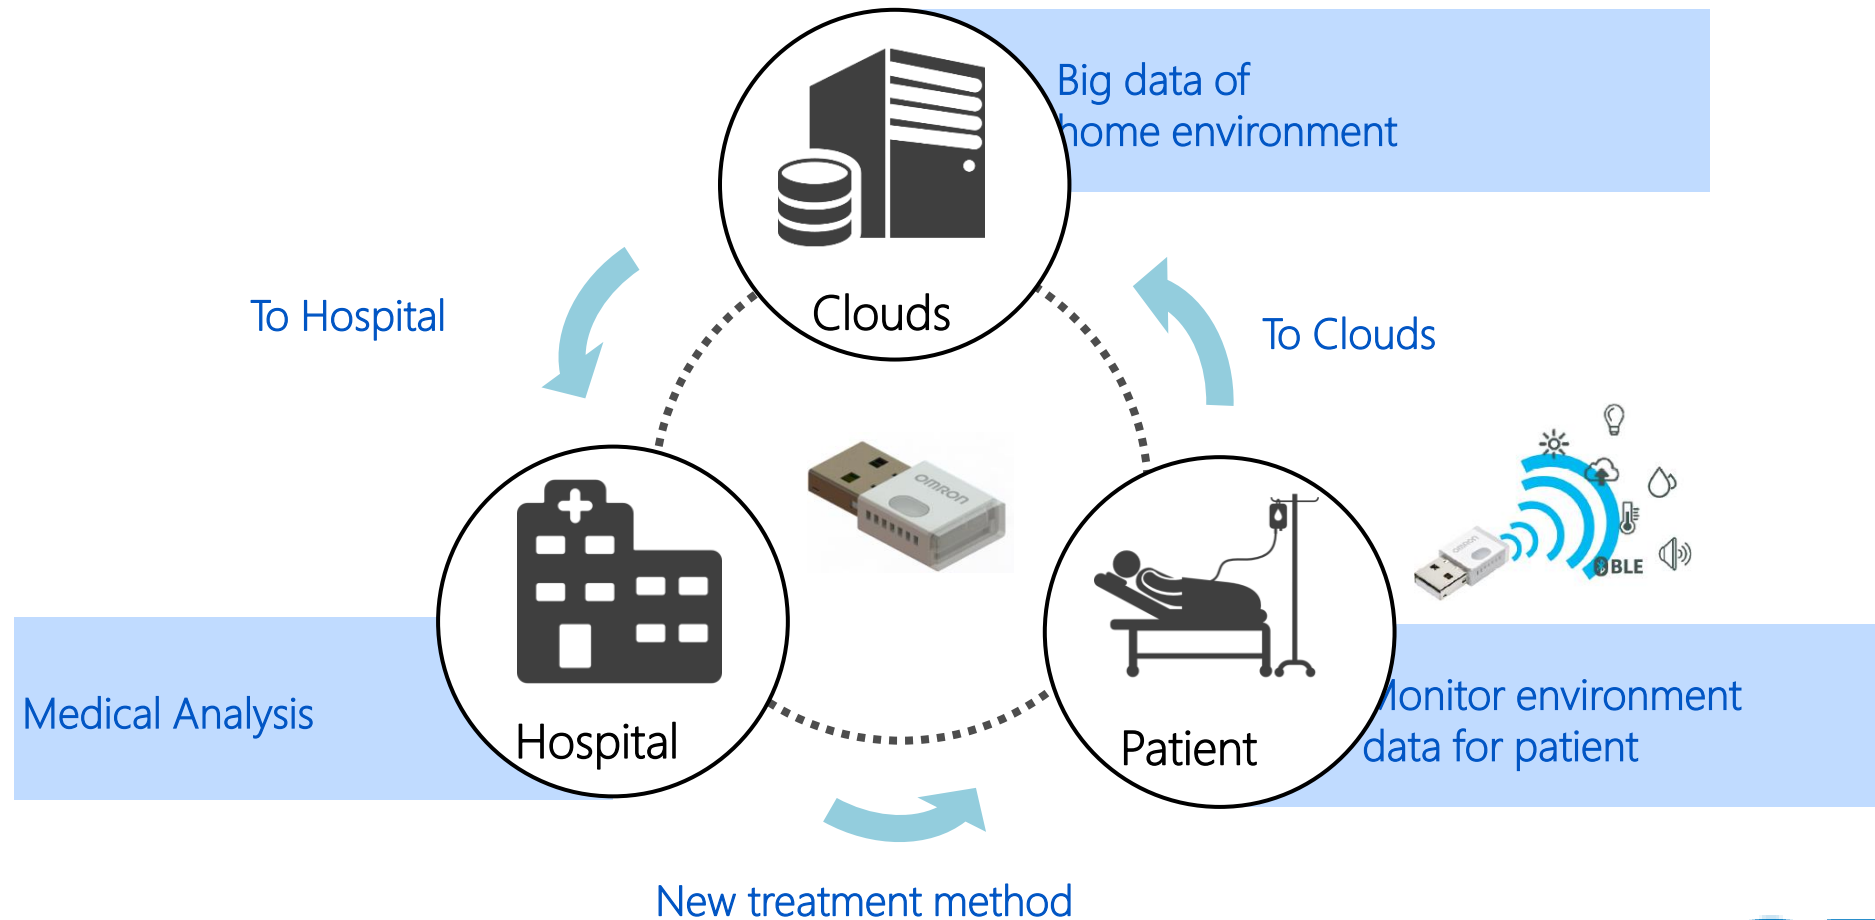 Big data of
home environment
Clouds
To Hospital
To Clouds
OMRON
OMRON
BLE
Hospital
Medical Analysis
Patient
Monitor environment
data for patient
New treatment method